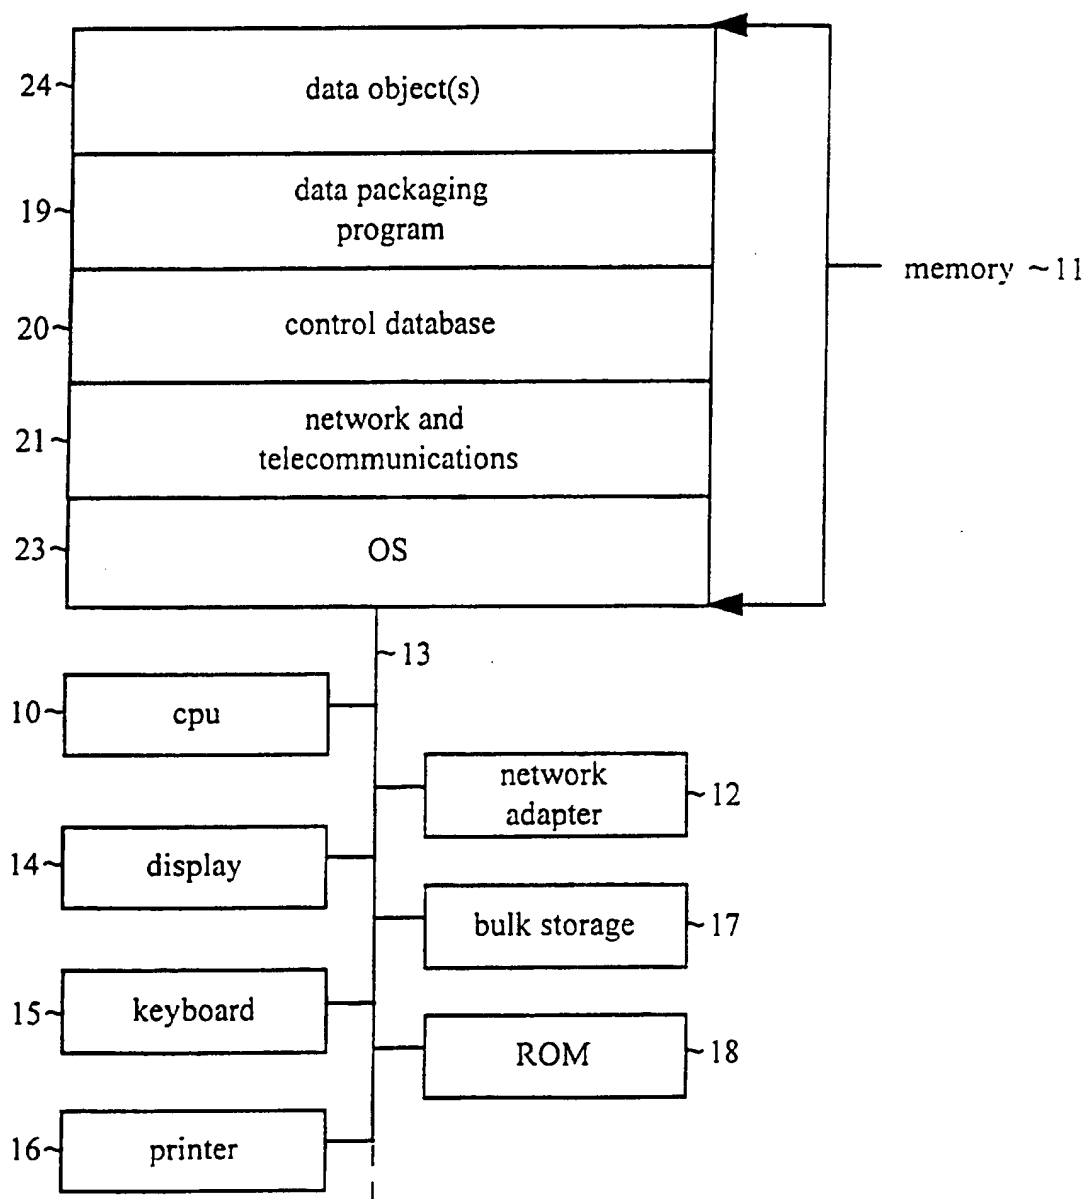 24~ data object(s)
19~ data packaging
program
memory ~11
20~ control database
21~ network and
telecommunications
23~ OS
~13
10~ cpu
network
adapter ~12
14~ display
bulk storage ~17
15~ keyboard
ROM ~18
16~ printer